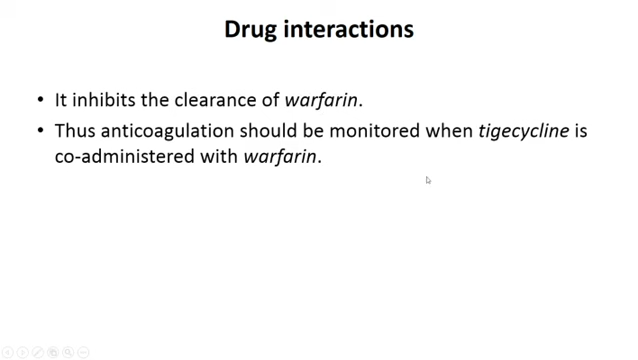 Drug interactions
• It inhibits the clearance of warfarin.
• Thus anticoagulation should be monitored when tigecycline is
co-administered with warfarin.